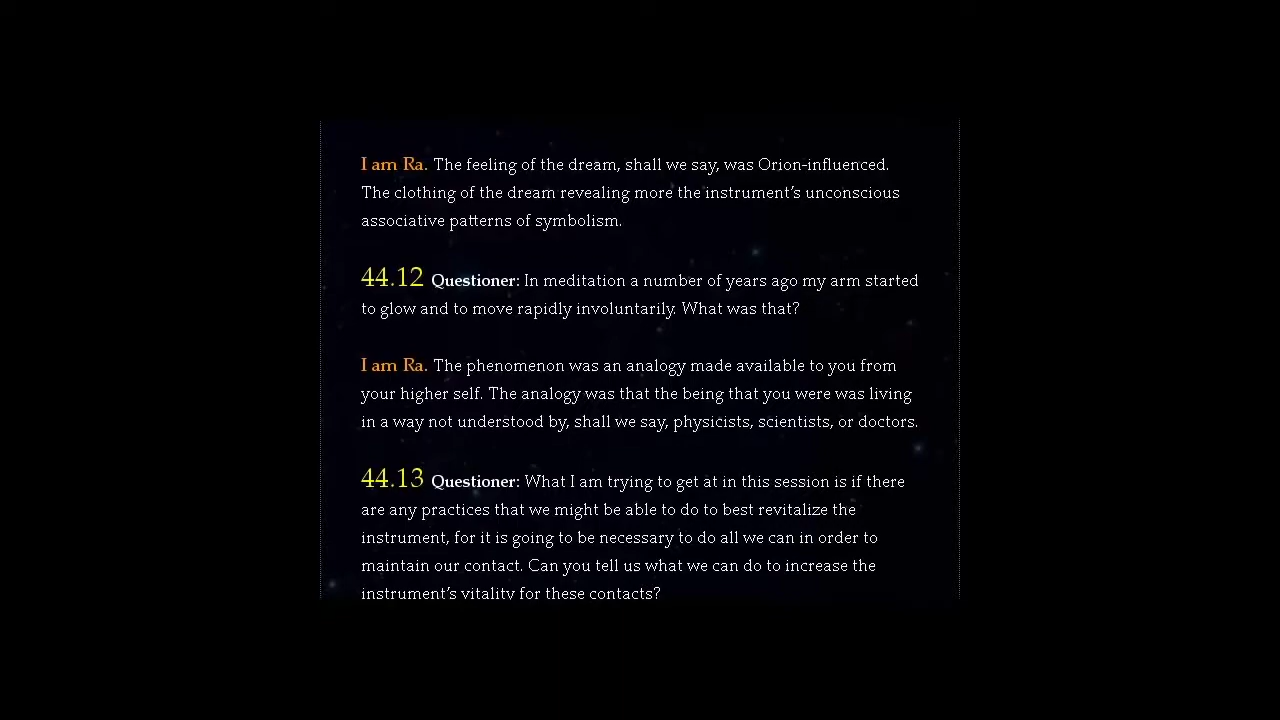 I am Ra. The feeling of the dream, shall we say, was Orion-influenced.
The clothing of the dream revealing more the instrument's unconscious
associative patterns of symbolism.
44.12 Questioner: In meditation a number of years ago my arm started
to glow and to move rapidly involuntarily. What was that?
I am Ra. The phenomenon was an analogy made available to you from
your higher self. The analogy was that the being that you were was living
in a way not understood by, shall we say, physicists, scientists, or doctors.
44.13 Questioner: What I am trying to get at in this session is if there
are any practices that we might be able to do to best revitalize the
instrument, for it is going to be necessary to do all we can in order to
maintain our contact. Can you tell us what we can do to increase the
instrument's vitality for these contacts?